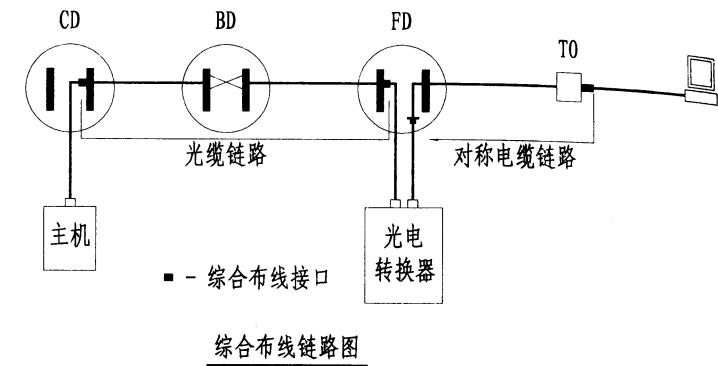 CD
BD
FD
TO
光缆链路
对称电缆链路
主机
光电
转换器
■ - 综合布线接口
综合布线链路图